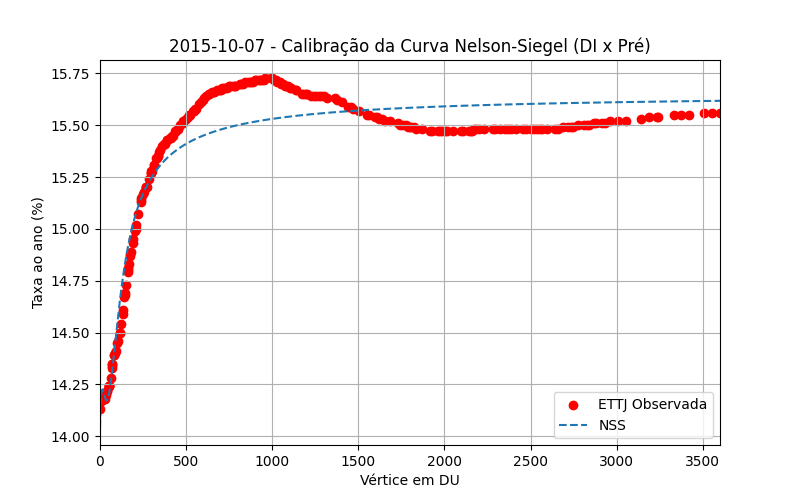 2015-10-07 - Calibração da Curva Nelson-Siegel (DI x Pré)
Taxa ao ano (%)
15.75
15.50
15.25
15.00
14.75
14.50
14.25
14.00
0 500 1000 1500 2000 2500 3000 3500
Vértice em DU
ETTJ Observada
NSS